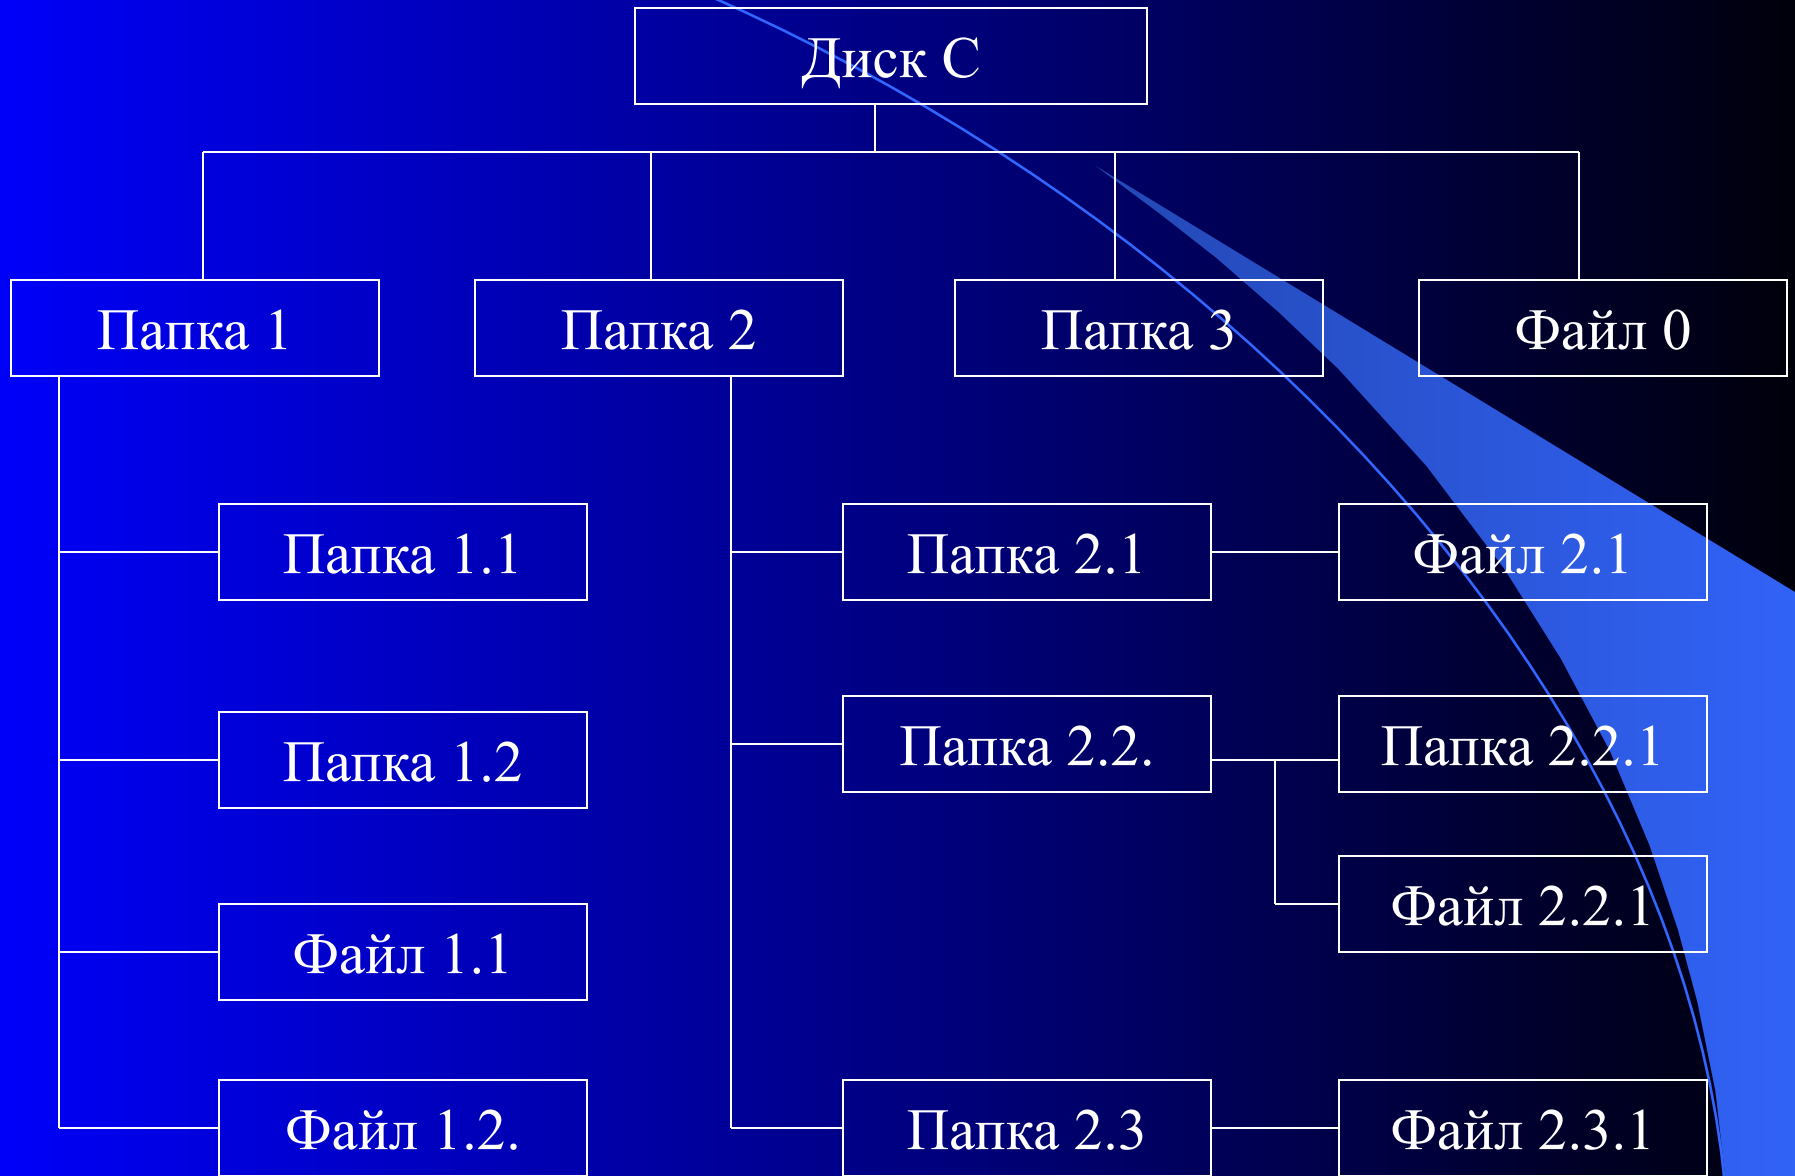 Диск С
Папка 1
Папка 2
Папка 3
Файл 0
Папка 1.1
Папка 2.1
Файл 2.1
Папка 1.2
Папка 2.2.
Папка 2.2.1
Файл 2.2.1
Файл 1.1
Файл 1.2.
Папка 2.3
Файл 2.3.1